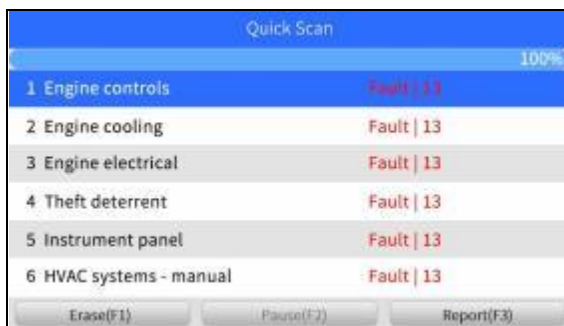 Quick Scan
100%
1 Engine controls Fault | 13
2 Engine cooling Fault | 13
3 Engine electrical Fault | 13
4 Theft deterrent Fault | 13
5 Instrument panel Fault | 13
6 HVAC systems - manual Fault | 13
Erase(F1) Pause(F2) Report(F3)